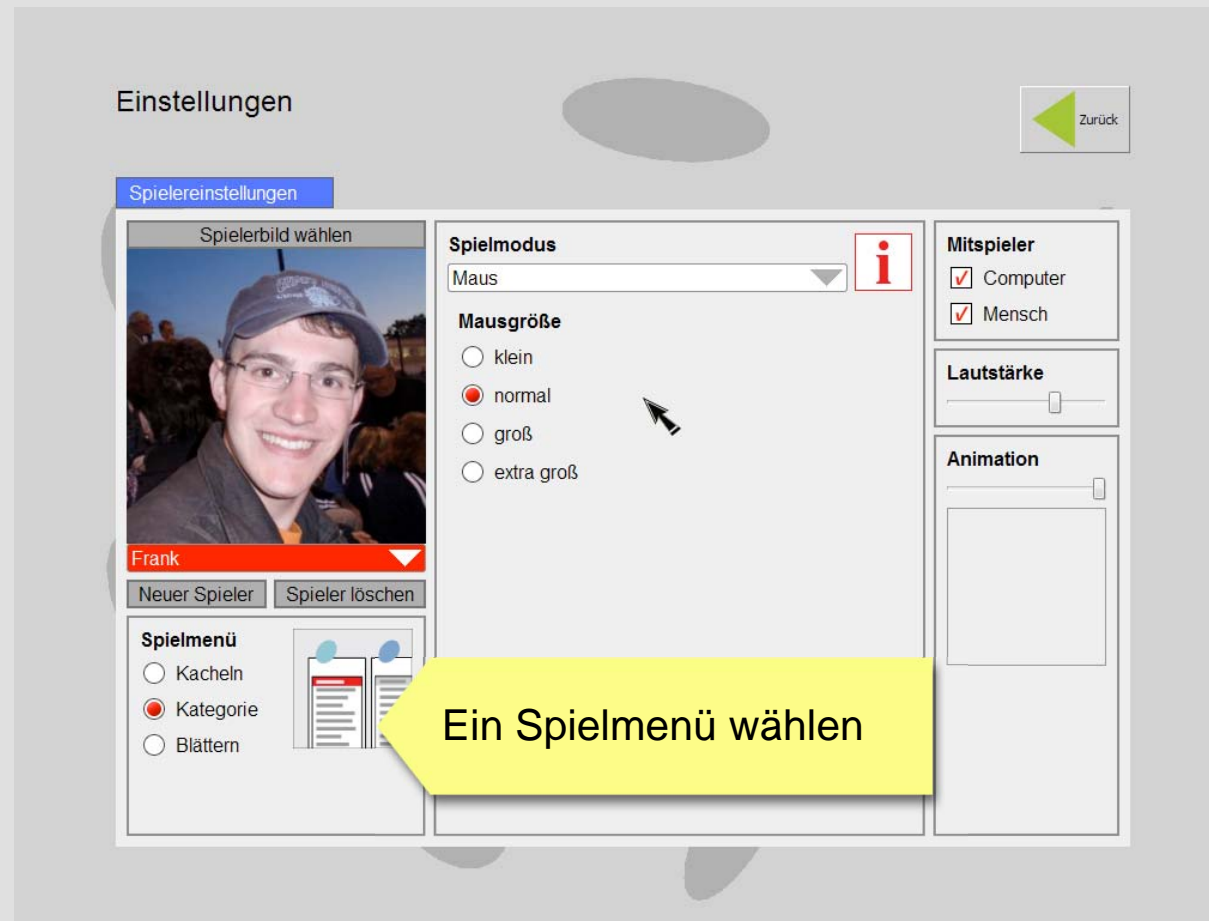 Einstellungen
Zurück
Spielereinstellungen
Spielerbild wählen
Frank
Neuer Spieler
Spieler löschen
Spielmenü
Kacheln
Kategorie
Blättern
Spielmodus
Maus
i
Mausgröße
klein
normal
groß
extra groß
Ein Spielmenü wählen
Mitspieler
Computer
Mensch
Lautstärke
Animation